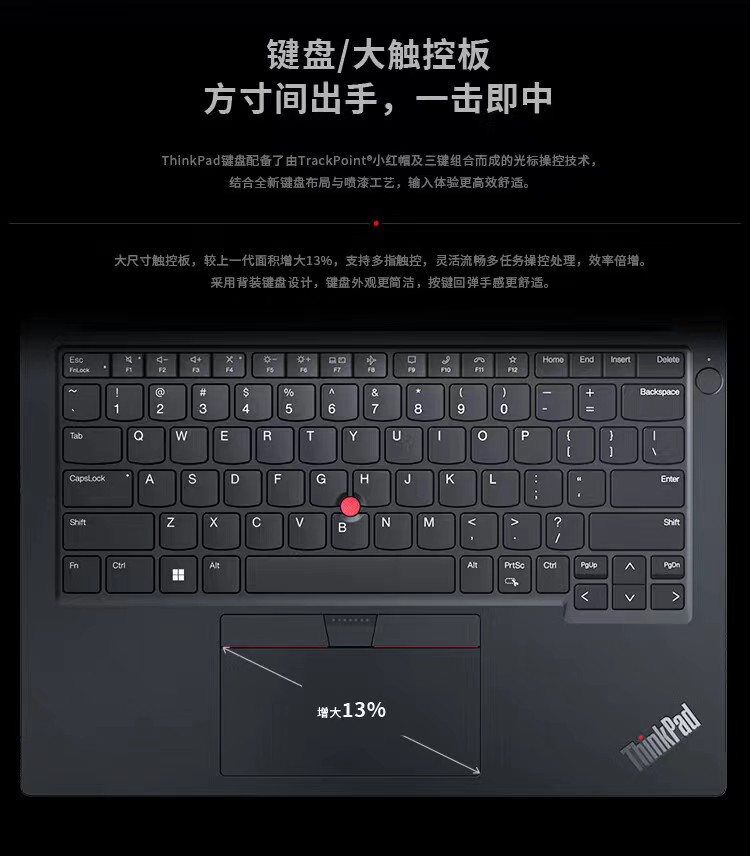 键盘/大触控板
方寸间出手，一击即中
ThinkPad键盘配备了由TrackPoint®小红帽及三键组合而成的光标操控技术，
结合全新键盘布局与喷漆工艺，输入体验更高效舒适。
大尺寸触控板，较上一代面积增大13%，支持多指触控，灵活流畅多任务操控处理，效率倍增。
采用背装键盘设计，键盘外观更简洁，按键回弹手感更舒适。
Esc F1 F2 F3 F4 F5 F6 F7 F8 F9 F10 F11 F12 Home End Insert Delete
FnLock
~ ! @ # $ % ^ & * ( ) — + Backspace
` 1 2 3 4 5 6 7 8 9 0 - =
Tab Q W E R T Y U I O P { } |
[ ] \
CapsLock A S D F G H J K L : " Enter
; '
Shift Z X C V B N M < > ? Shift
, . /
Fn Ctrl Alt Alt PrtSc Ctrl PgUp ∧ PgDn
< ∨ >
增大13%
ThinkPad